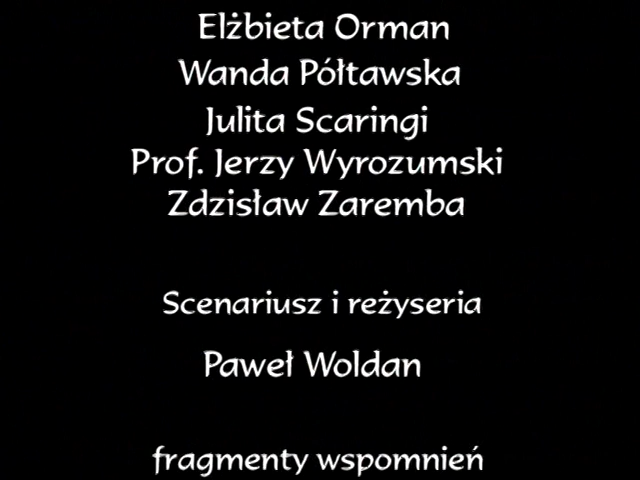 Elżbieta Orman
Wanda Półtawska
Julita Scaringi
Prof. Jerzy Wyrozumski
Zdzisław Zaremba
Scenariusz i reżyseria
Paweł Woldan
fragmenty wspomnień